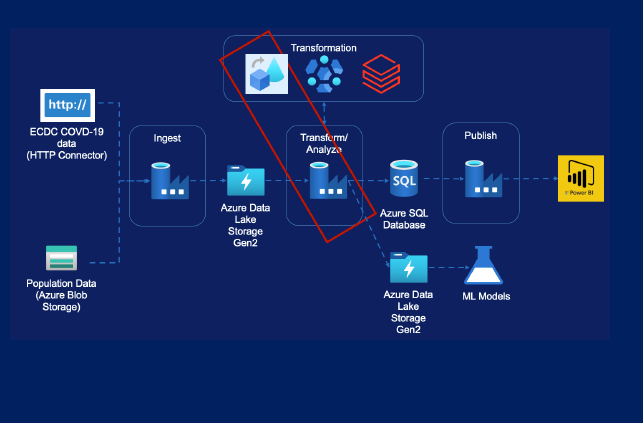 Transformation
http://
ECDC COVD-19
data
(HTTP Connector)
Ingest
Transform/
Analyze
Publish
SQL
Power BI
Azure Data
Lake
Storage
Gen2
Azure SQL
Database
Population Data
(Azure Blob
Storage)
Azure Data
Lake
Storage
Gen2
ML Models